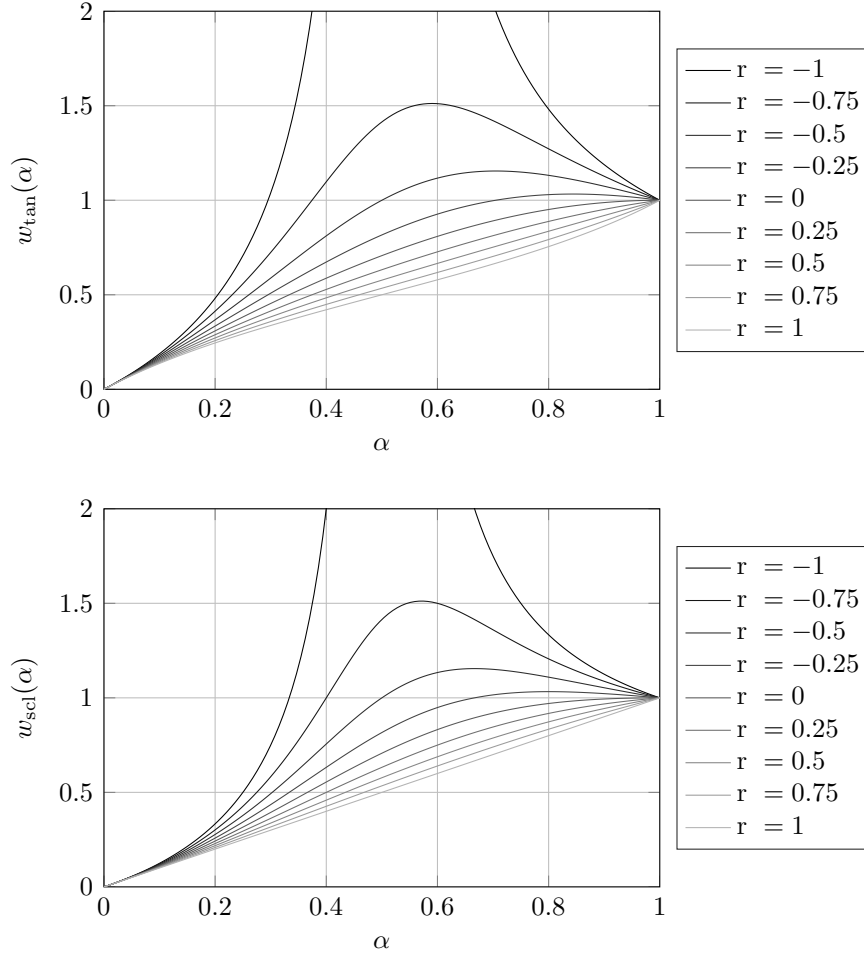 2
1.5
1
0.5
0
w_tan(α)
0 0.2 0.4 0.6 0.8 1
α
r = −1
r = −0.75
r = −0.5
r = −0.25
r = 0
r = 0.25
r = 0.5
r = 0.75
r = 1
2
1.5
1
0.5
0
w_scl(α)
0 0.2 0.4 0.6 0.8 1
α
r = −1
r = −0.75
r = −0.5
r = −0.25
r = 0
r = 0.25
r = 0.5
r = 0.75
r = 1